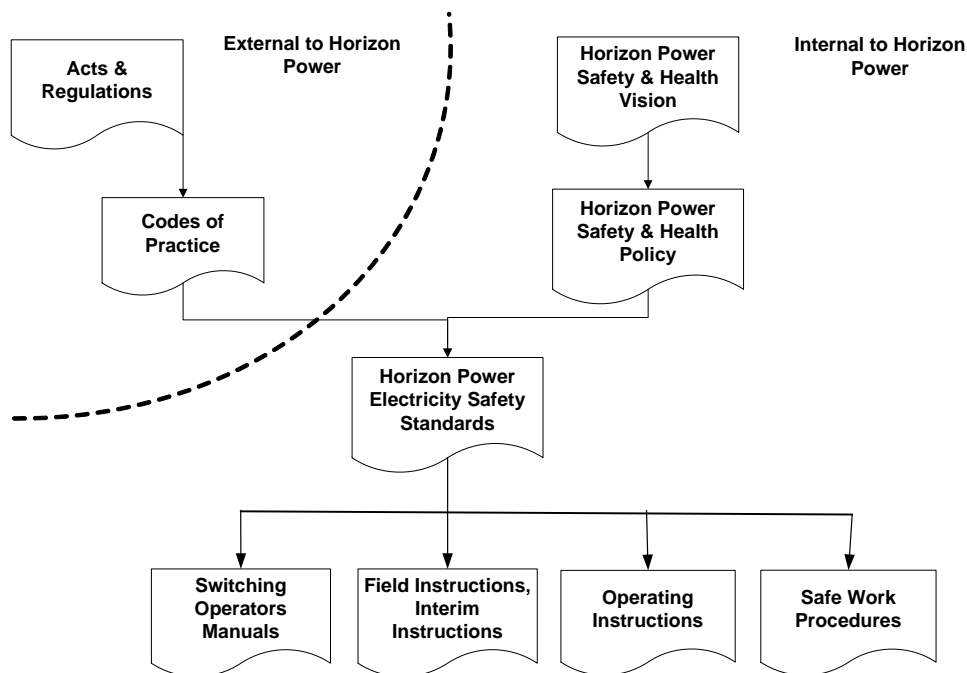 External to Horizon
Power
Internal to Horizon
Power
Acts &
Regulations
Horizon Power
Safety & Health
Vision
Codes of
Practice
Horizon Power
Safety & Health
Policy
Horizon Power
Electricity Safety
Standards
Switching
Operators
Manuals
Field Instructions,
Interim
Instructions
Operating
Instructions
Safe Work
Procedures